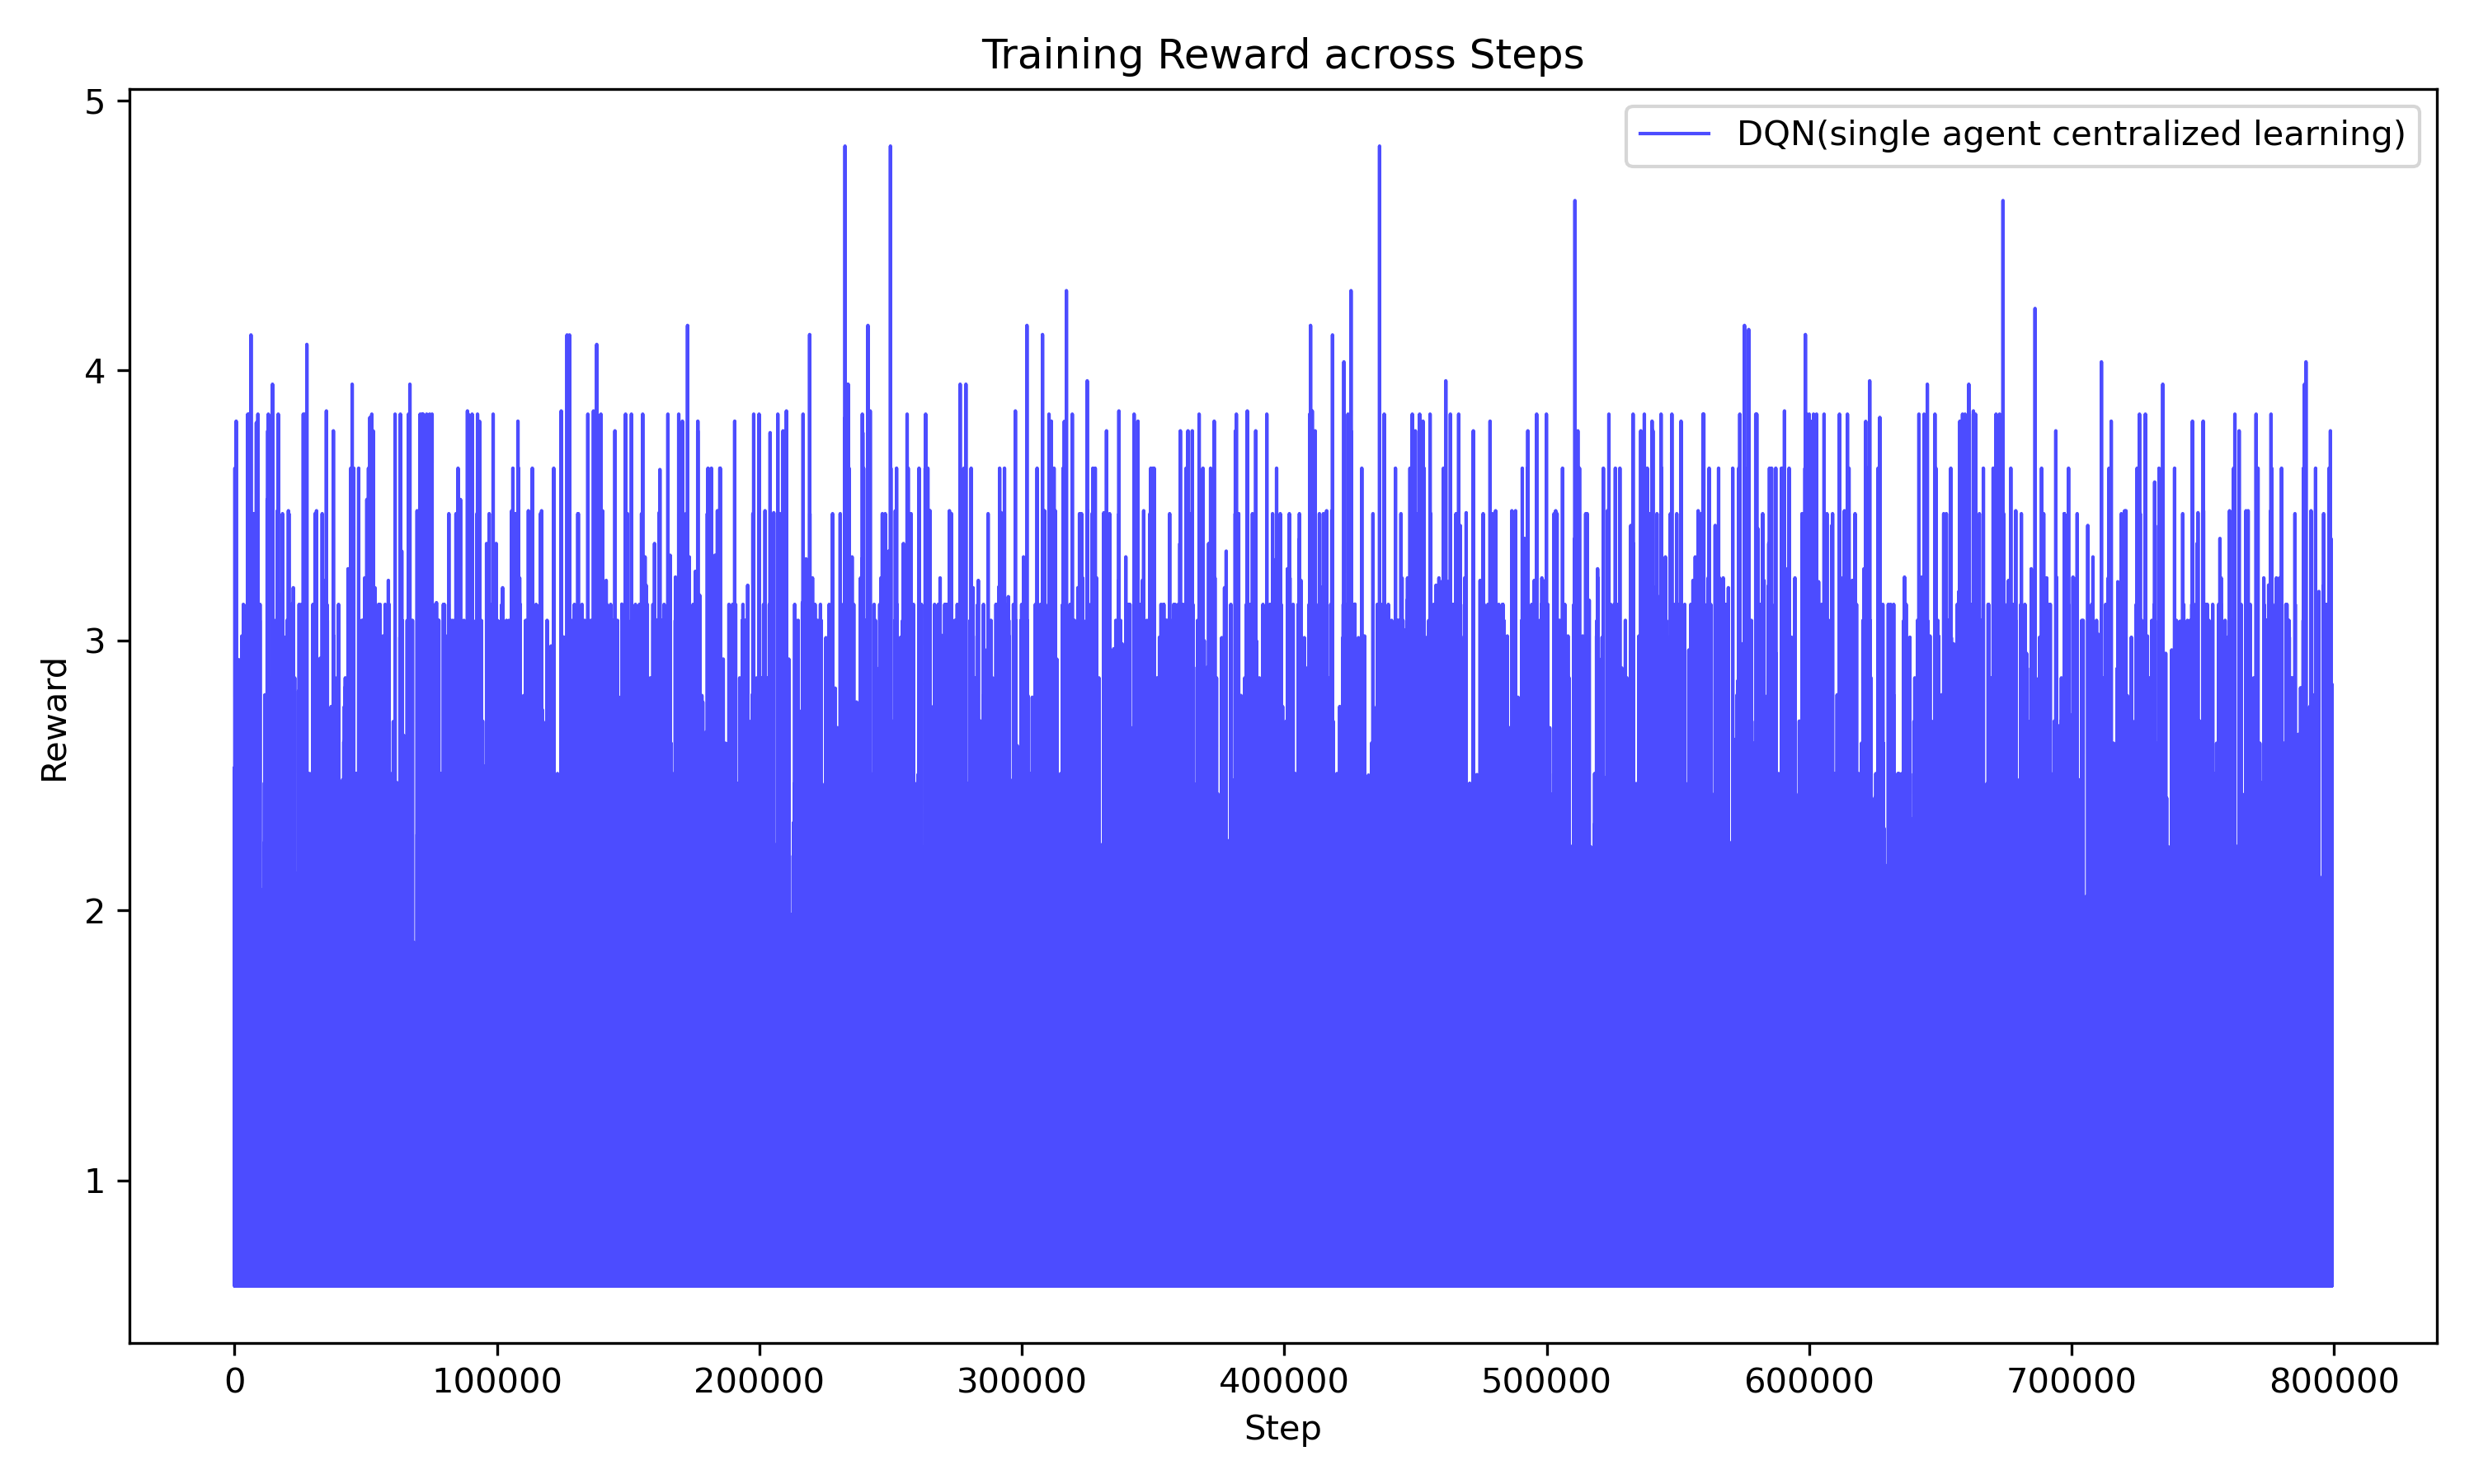 Training Reward across Steps
DQN(single agent centralized learning)
5
4
3
2
1
Reward
0 100000 200000 300000 400000 500000 600000 700000 800000
Step